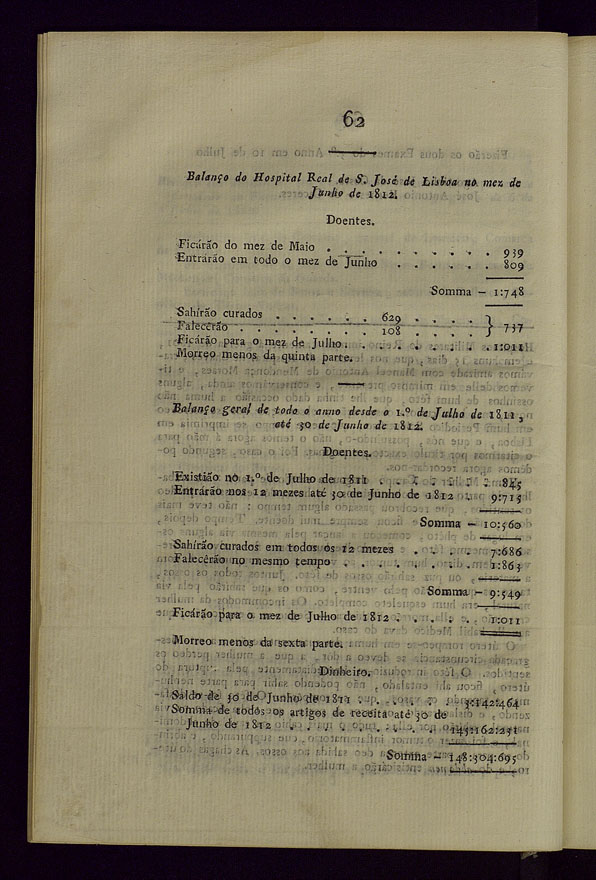 62
Balanço do Hospital Real de S. José de Lisboa no mez de
Junho de 1812.
Doentes.
Ficárão do mez de Maio . . . . . . . . . 939
Entrárão em todo o mez de Junho . . . . . . 809
Somma — 1:748
Sahírão curados . . . . . . 629 . . . . } 737
Falecêrão . . . . . . . . 108 . . . .
Ficárão para o mez de Julho . . . . . . . . 1:011
Morreo menos da quinta parte.
Balanço geral de todo o anno desde o 1.º de Julho de 1811,
até 30 de Junho de 1812.
Doentes.
Existião no 1.º de Julho de 1811 . . . . . . . 845
Entrárão nos 12 mezes até 30 de Junho de 1812 . . 9:715
Somma — 10:560
Sahírão curados em todos os 12 mezes . . . . 7:686
Falecêrão no mesmo tempo . . . . . . . 1:863
Somma — 9:549
Ficárão para o mez de Julho de 1812 . . . . . 1:011
Morreo menos da sexta parte.
Dinheiro.
Saldo de 30 de Junho de 1811 . . . . . . 3:142:464
Somma de todos os artigos de receita até 30 de
Junho de 1812 . . . . . . . . . 145:162:231
Somma — 148:304:695